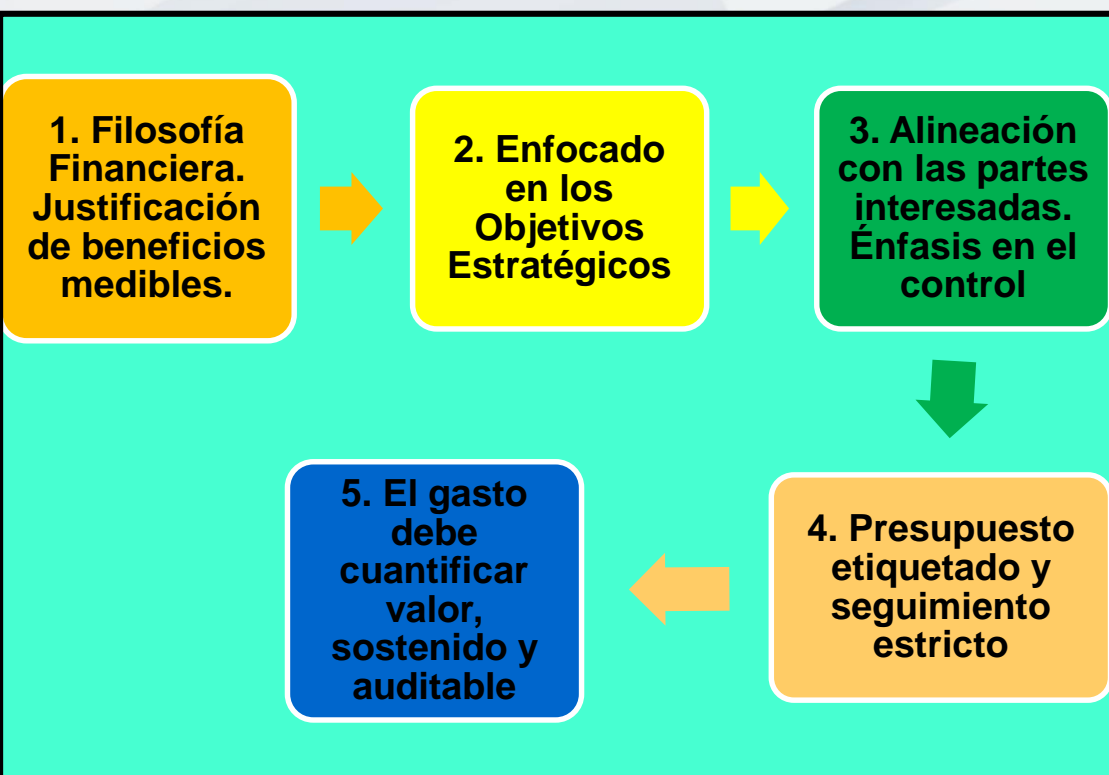 1. Filosofía
Financiera.
Justificación
de beneficios
medibles.
2. Enfocado
en los
Objetivos
Estratégicos
3. Alineación
con las partes
interesadas.
Énfasis en el
control
4. Presupuesto
etiquetado y
seguimiento
estricto
5. El gasto
debe
cuantificar
valor,
sostenido y
auditable